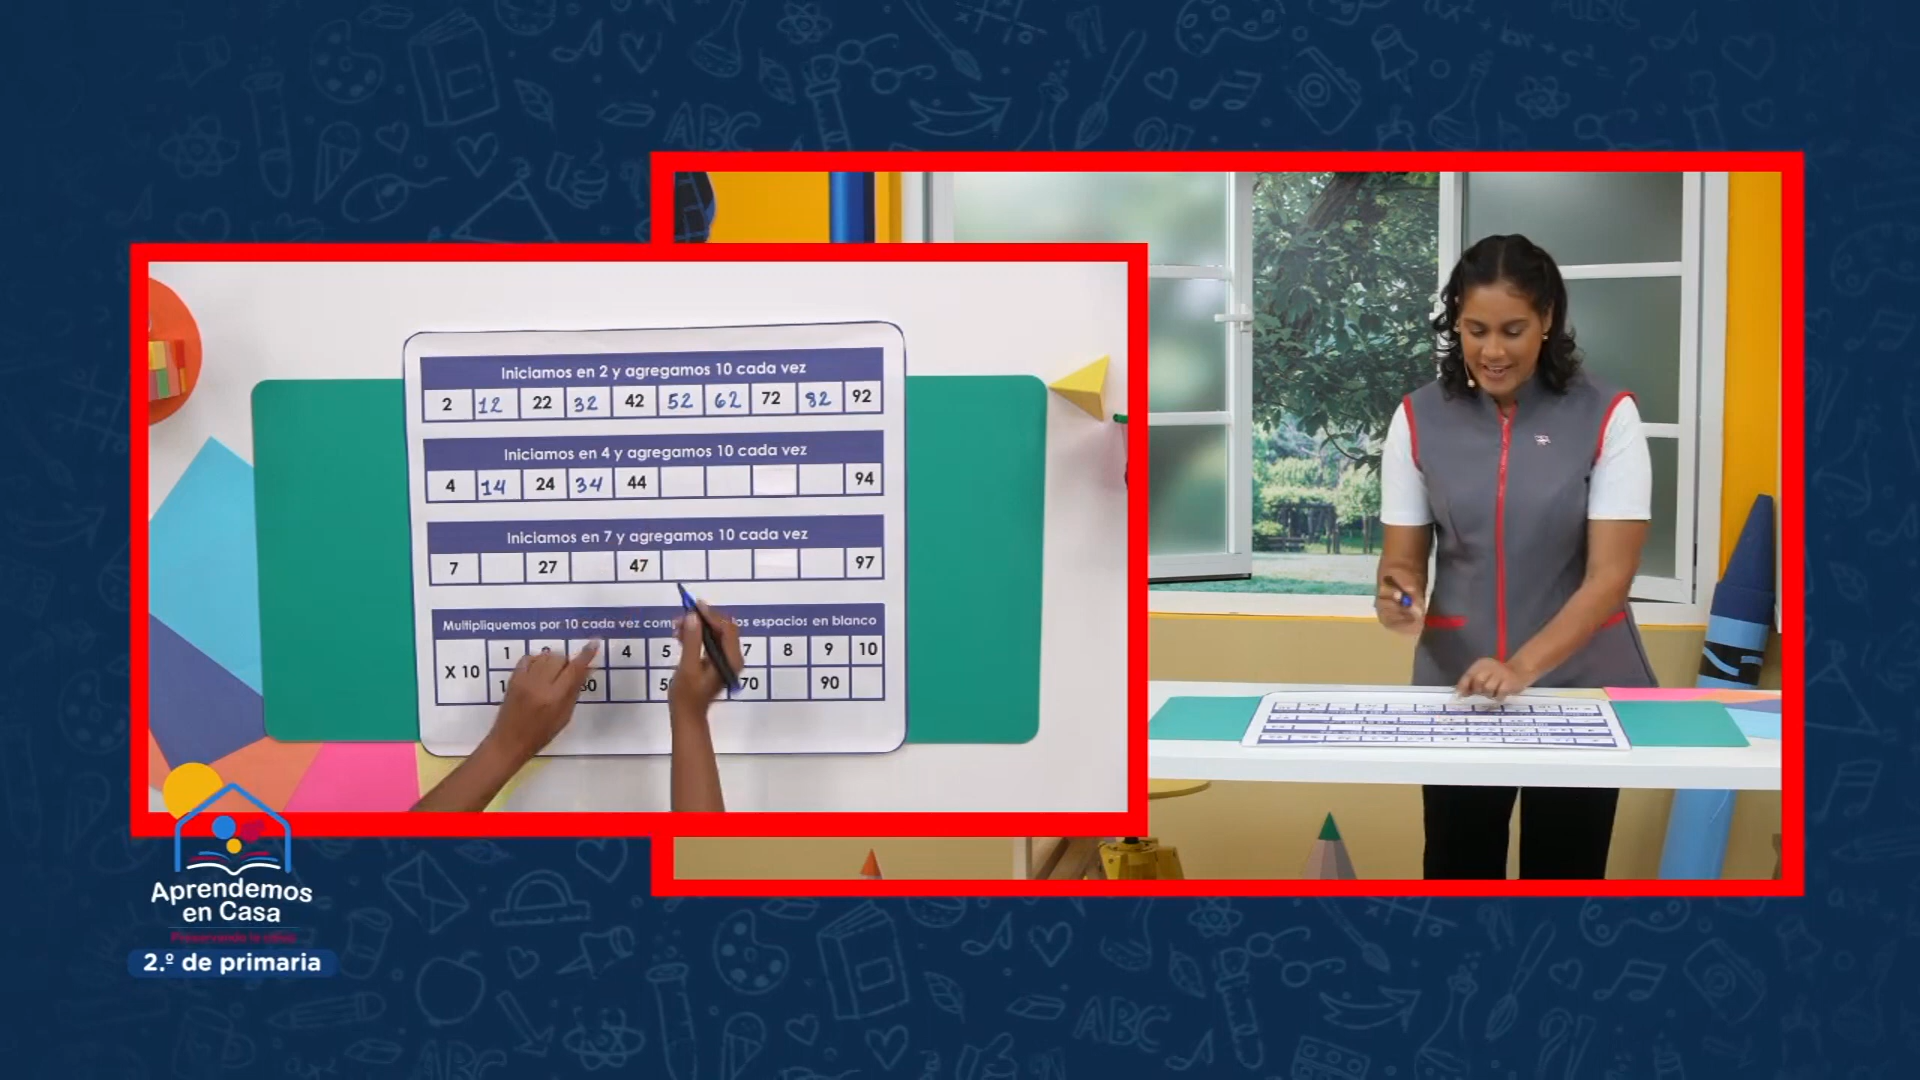 Iniciamos en 2 y agregamos 10 cada vez
2 12 22 32 42 52 62 72 82 92
Iniciamos en 4 y agregamos 10 cada vez
4 14 24 34 44 94
Iniciamos en 7 y agregamos 10 cada vez
7 27 47 97
Multipliquemos por 10 cada vez los espacios en blanco
X 10
1 4 5 7 8 9 10
70 90
Aprendemos
en Casa
2.º de primaria